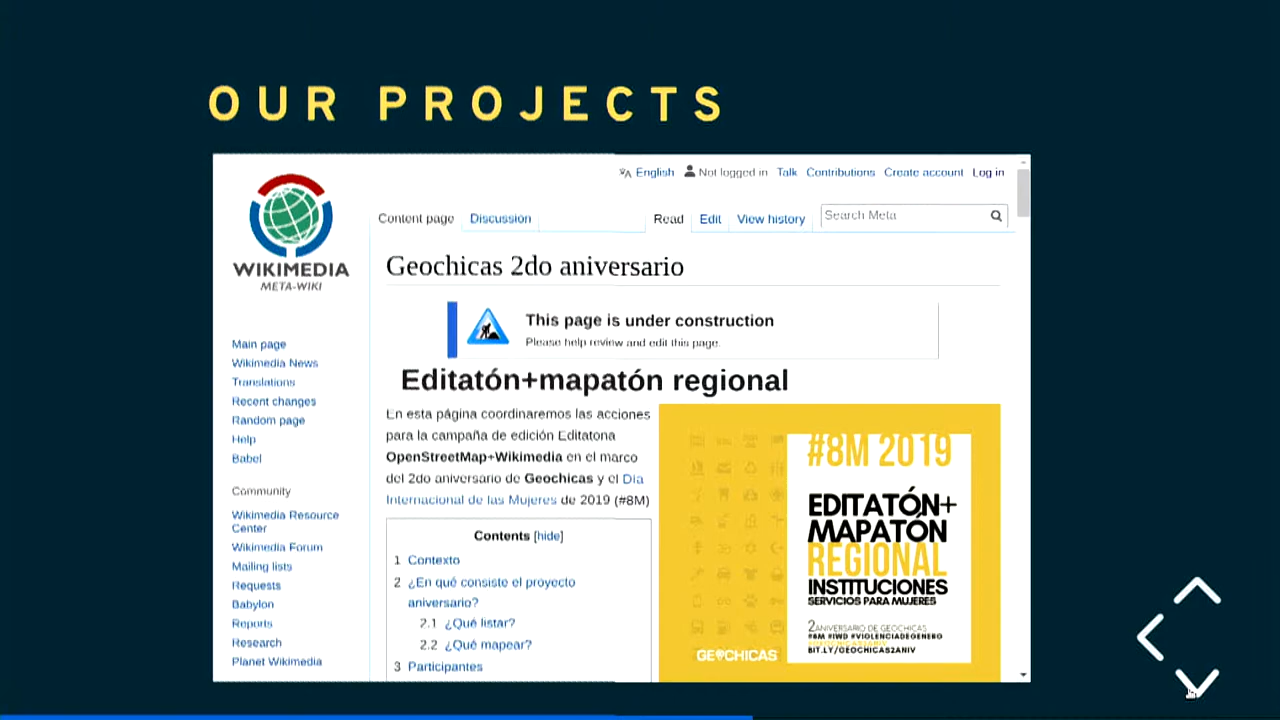 OUR PROJECTS
English Not logged in Talk Contributions Create account Log in
Content page Discussion Read Edit View history Search Meta
WIKIMEDIA
META-WIKI
Geochicas 2do aniversario
This page is under construction
Please help review and edit this page.
Main page
Wikimedia News
Translations
Recent changes
Random page
Help
Babel
Community
Wikimedia Resource
Center
Wikimedia Forum
Mailing lists
Requests
Babylon
Reports
Research
Planet Wikimedia
Editatón+mapatón regional
En esta página coordinaremos las acciones
para la campaña de edición Editatona
OpenStreetMap+Wikimedia en el marco
del 2do aniversario de Geochicas y el Día
Internacional de las Mujeres de 2019 (#8M)
Contents [hide]
1 Contexto
2 ¿En qué consiste el proyecto
aniversario?
2.1 ¿Qué listar?
2.2 ¿Qué mapear?
3 Participantes
#8M 2019
EDITATÓN+
MAPATÓN
REGIONAL
INSTITUCIONES
SERVICIOS PARA MUJERES
2ANIVERSARIO DE GEOCHICAS
#8M #IWD #VIOLENCIADEGENERO
BIT.LY/GEOCHICAS2ANIV
GEOCHICAS